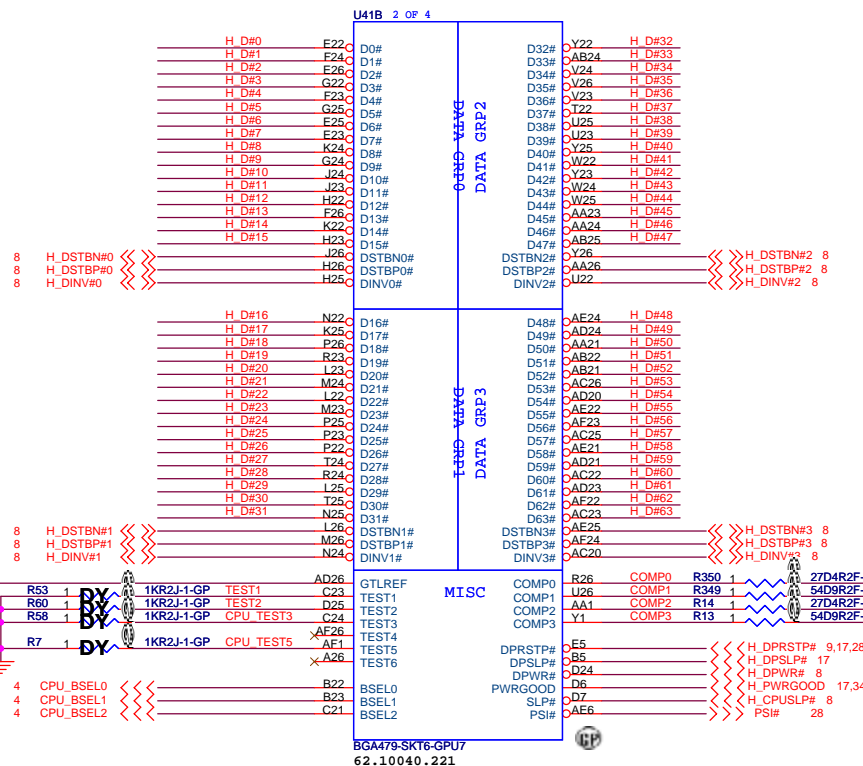 U41B 2 OF 4
H_D#0 E22 D0# D32# Y22 H_D#32
H_D#1 F24 D1# D33# AB24 H_D#33
H_D#2 E26 D2# D34# V24 H_D#34
H_D#3 G22 D3# D35# V26 H_D#35
H_D#4 F23 D4# D36# V23 H_D#36
H_D#5 G25 D5# D37# T22 H_D#37
H_D#6 E25 D6# D38# U25 H_D#38
H_D#7 E23 D7# D39# U23 H_D#39
H_D#8 K24 D8# D40# Y25 H_D#40
H_D#9 G24 D9# D41# W22 H_D#41
H_D#10 J24 D10# D42# Y23 H_D#42
H_D#11 J23 D11# D43# W24 H_D#43
H_D#12 H22 D12# D44# W25 H_D#44
H_D#13 F26 D13# D45# AA23 H_D#45
H_D#14 K22 D14# D46# AA24 H_D#46
H_D#15 H23 D15# D47# AB25 H_D#47
8 H_DSTBN#0 J26 DSTBN0# DSTBN2# Y26 H_DSTBN#2 8
8 H_DSTBP#0 H26 DSTBP0# DSTBP2# AA26 H_DSTBP#2 8
8 H_DINV#0 H25 DINV0# DINV2# U22 H_DINV#2 8
DATA GRP0
DATA GRP2
H_D#16 N22 D16# D48# AE24 H_D#48
H_D#17 K25 D17# D49# AD24 H_D#49
H_D#18 P26 D18# D50# AA21 H_D#50
H_D#19 R23 D19# D51# AB22 H_D#51
H_D#20 L23 D20# D52# AB21 H_D#52
H_D#21 M24 D21# D53# AC26 H_D#53
H_D#22 L22 D22# D54# AD20 H_D#54
H_D#23 M23 D23# D55# AE22 H_D#55
H_D#24 P25 D24# D56# AF23 H_D#56
H_D#25 P23 D25# D57# AC25 H_D#57
H_D#26 P22 D26# D58# AE21 H_D#58
H_D#27 T24 D27# D59# AD21 H_D#59
H_D#28 R24 D28# D60# AC22 H_D#60
H_D#29 L25 D29# D61# AD23 H_D#61
H_D#30 T25 D30# D62# AF22 H_D#62
H_D#31 N25 D31# D63# AC23 H_D#63
8 H_DSTBN#1 L26 DSTBN1# DSTBN3# AE25 H_DSTBN#3 8
8 H_DSTBP#1 M26 DSTBP1# DSTBP3# AF24 H_DSTBP#3 8
8 H_DINV#1 N24 DINV1# DINV3# AC20 H_DINV#3 8
DATA GRP1
DATA GRP3
MISC
AD26 GTLREF COMP0 R26 COMP0 R350 1 27D4R2F-
R53 1 DY 1KR2J-1-GP TEST1 C23 TEST1 COMP1 U26 COMP1 R349 1 54D9R2F-
R60 1 DY 1KR2J-1-GP TEST2 D25 TEST2 COMP2 AA1 COMP2 R14 1 27D4R2F-
R58 1 DY 1KR2J-1-GP CPU_TEST3 C24 TEST3 COMP3 Y1 COMP3 R13 1 54D9R2F-
AF26 TEST4
R7 1 DY 1KR2J-1-GP CPU_TEST5 AF1 TEST5 DPRSTP# E5 H_DPRSTP# 9,17,28
A26 TEST6 DPSLP# B5 H_DPSLP# 17
DPWR# D24 H_DPWR# 8
4 CPU_BSEL0 B22 BSEL0 PWRGOOD D6 H_PWRGOOD 17,34
4 CPU_BSEL1 B23 BSEL1 SLP# D7 H_CPUSLP# 8
4 CPU_BSEL2 C21 BSEL2 PSI# AE6 PSI# 28
GP
BGA479-SKT6-GPU7
62.10040.221